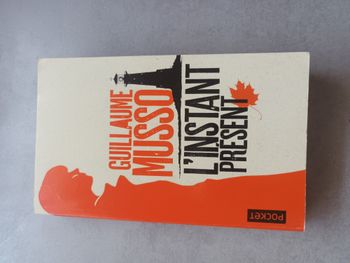 GUILLAUME
MUSSO
L'INSTANT
PRÉSENT
POCKET